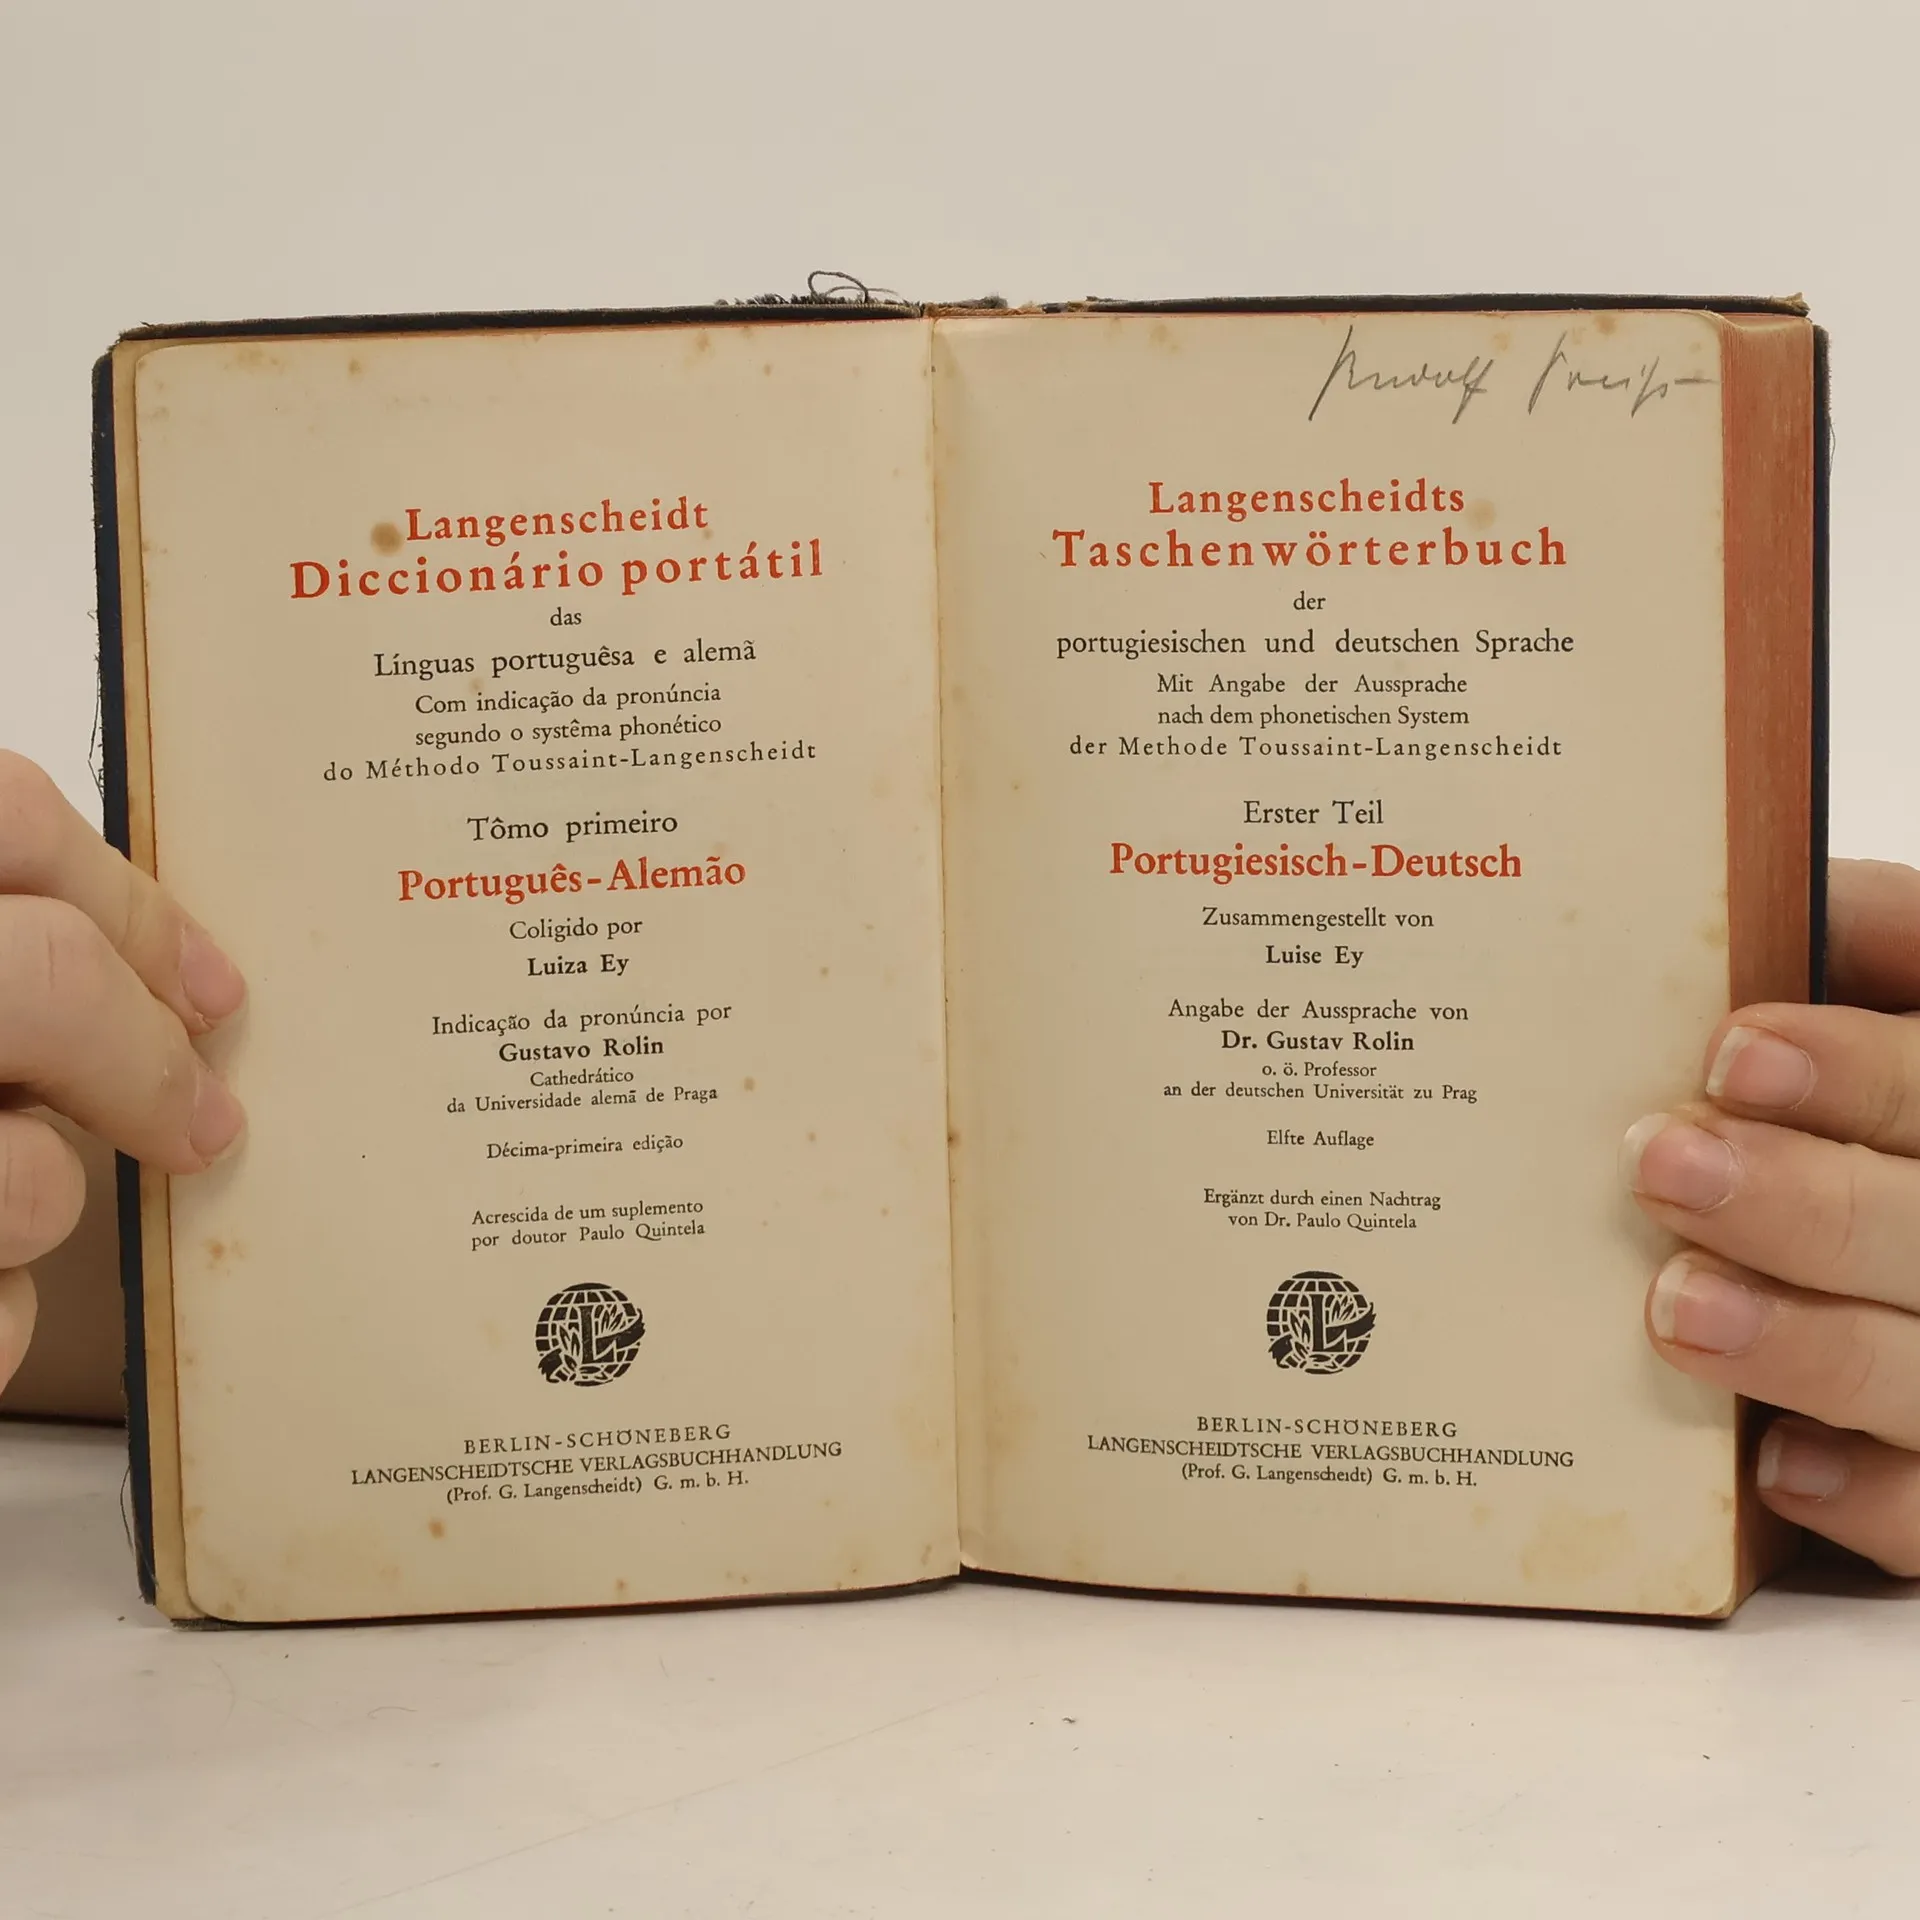 Langenscheidt
Diccionário portátil
das
Línguas portuguêsa e alemã
Com indicação da pronúncia
segundo o systêma phonético
do Méthodo Toussaint-Langenscheidt
Tômo primeiro
Português-Alemão
Coligido por
Luiza Ey
Indicação da pronúncia por
Gustavo Rolin
Cathedrático
da Universidade alemã de Praga
Décima-primeira edição
Acrescida de um suplemento
por doutor Paulo Quintela
L
BERLIN-SCHÖNEBERG
LANGENSCHEIDTSCHE VERLAGSBUCHHANDLUNG
(Prof. G. Langenscheidt) G. m. b. H.
Rudolf
Langenscheidts
Taschenwörterbuch
der
portugiesischen und deutschen Sprache
Mit Angabe der Aussprache
nach dem phonetischen System
der Methode Toussaint-Langenscheidt
Erster Teil
Portugiesisch-Deutsch
Zusammengestellt von
Luise Ey
Angabe der Aussprache von
Dr. Gustav Rolin
o. ö. Professor
an der deutschen Universität zu Prag
Elfte Auflage
Ergänzt durch einen Nachtrag
von Dr. Paulo Quintela
L
BERLIN-SCHÖNEBERG
LANGENSCHEIDTSCHE VERLAGSBUCHHANDLUNG
(Prof. G. Langenscheidt) G. m. b. H.